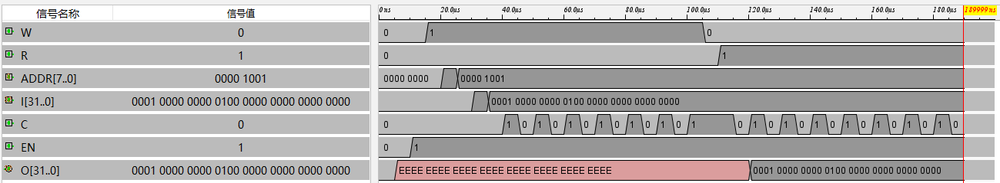 信号名称 信号值 0 ns 20.0μs 40.0μs 60.0μs 80.0μs 100.0μs 120.0μs 140.0μs 160.0μs 180.0μs 189999 ns
W 0 0 1 0
R 1 0 1
ADDR[7..0] 0000 1001 0000 0000 0000 1001
I[31..0] 0001 0000 0000 0100 0000 0000 0000 0000 0001 0000 0000 0100 0000 0000 0000 0000
C 0 0 1 0 1 0 1 0 1 0 1 0 1 0 1 0 1 0 1 0 1 0 1 0 1 0 1 0 1 0
EN 1 0 1
O[31..0] 0001 0000 0000 0100 0000 0000 0000 0000 EEEE EEEE EEEE EEEE EEEE EEEE EEEE EEEE 0001 0000 0000 0100 0000 0000 0000 0000